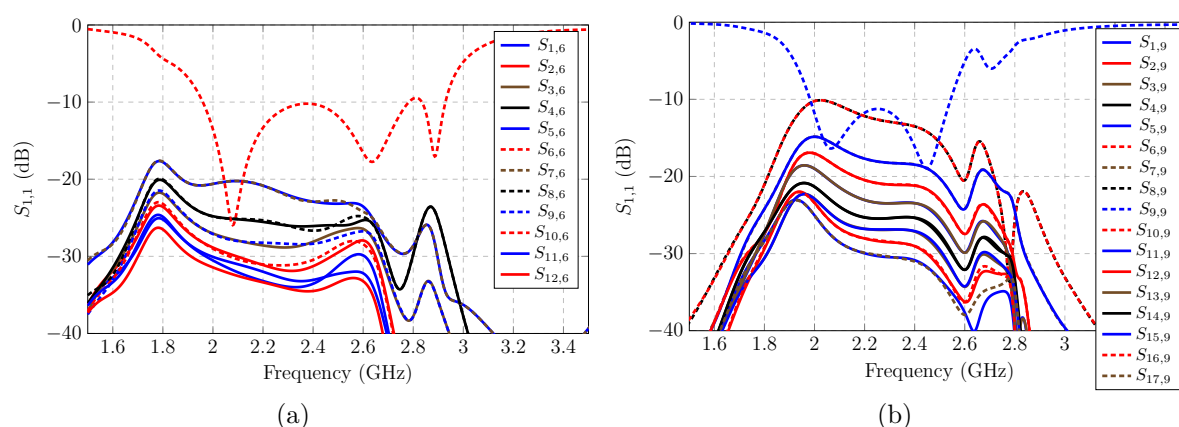 0
−10
−20
−30
−40
1.6
1.8
2
2.2
2.4
2.6
2.8
3
3.2
3.4
Frequency (GHz)
S1,1 (dB)
S1,6
S2,6
S3,6
S4,6
S5,6
S6,6
S7,6
S8,6
S9,6
S10,6
S11,6
S12,6
(a)
0
−10
−20
−30
−40
1.6
1.8
2
2.2
2.4
2.6
2.8
3
Frequency (GHz)
S1,1 (dB)
S1,9
S2,9
S3,9
S4,9
S5,9
S6,9
S7,9
S8,9
S9,9
S10,9
S11,9
S12,9
S13,9
S14,9
S15,9
S16,9
S17,9
(b)